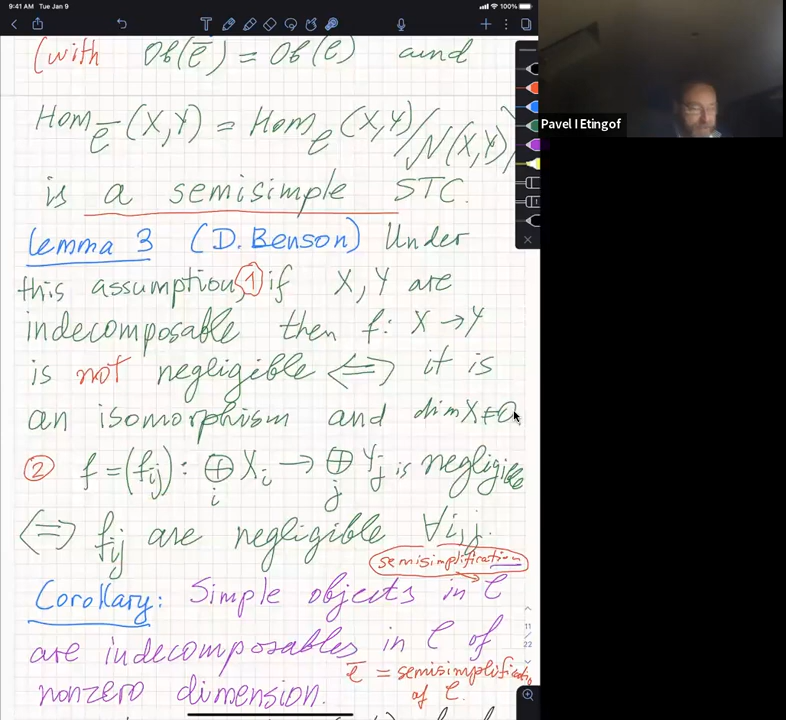 9:41 AM Tue Jan 9
100%
(with Ob(C̄) = Ob(C) and
Hom_C̄ (X,Y) = Hom_C (X,Y)/N(X,Y))
is a semisimple STC.
Lemma 3 (D. Benson) Under
this assumption, ① if X, Y are
indecomposable then f: X → Y
is not negligible ⟺ it is
an isomorphism and dim X ≠ 0
② f = (f_ij): ⊕_i X_i → ⊕_j Y_j is negligible
⟺ f_ij are negligible ∀i,j.
semisimplification
Corollary: Simple objects in C̄
are indecomposables in C of
nonzero dimension.
C̄ = semisimplification
of C.
11
22
Pavel I Etingof